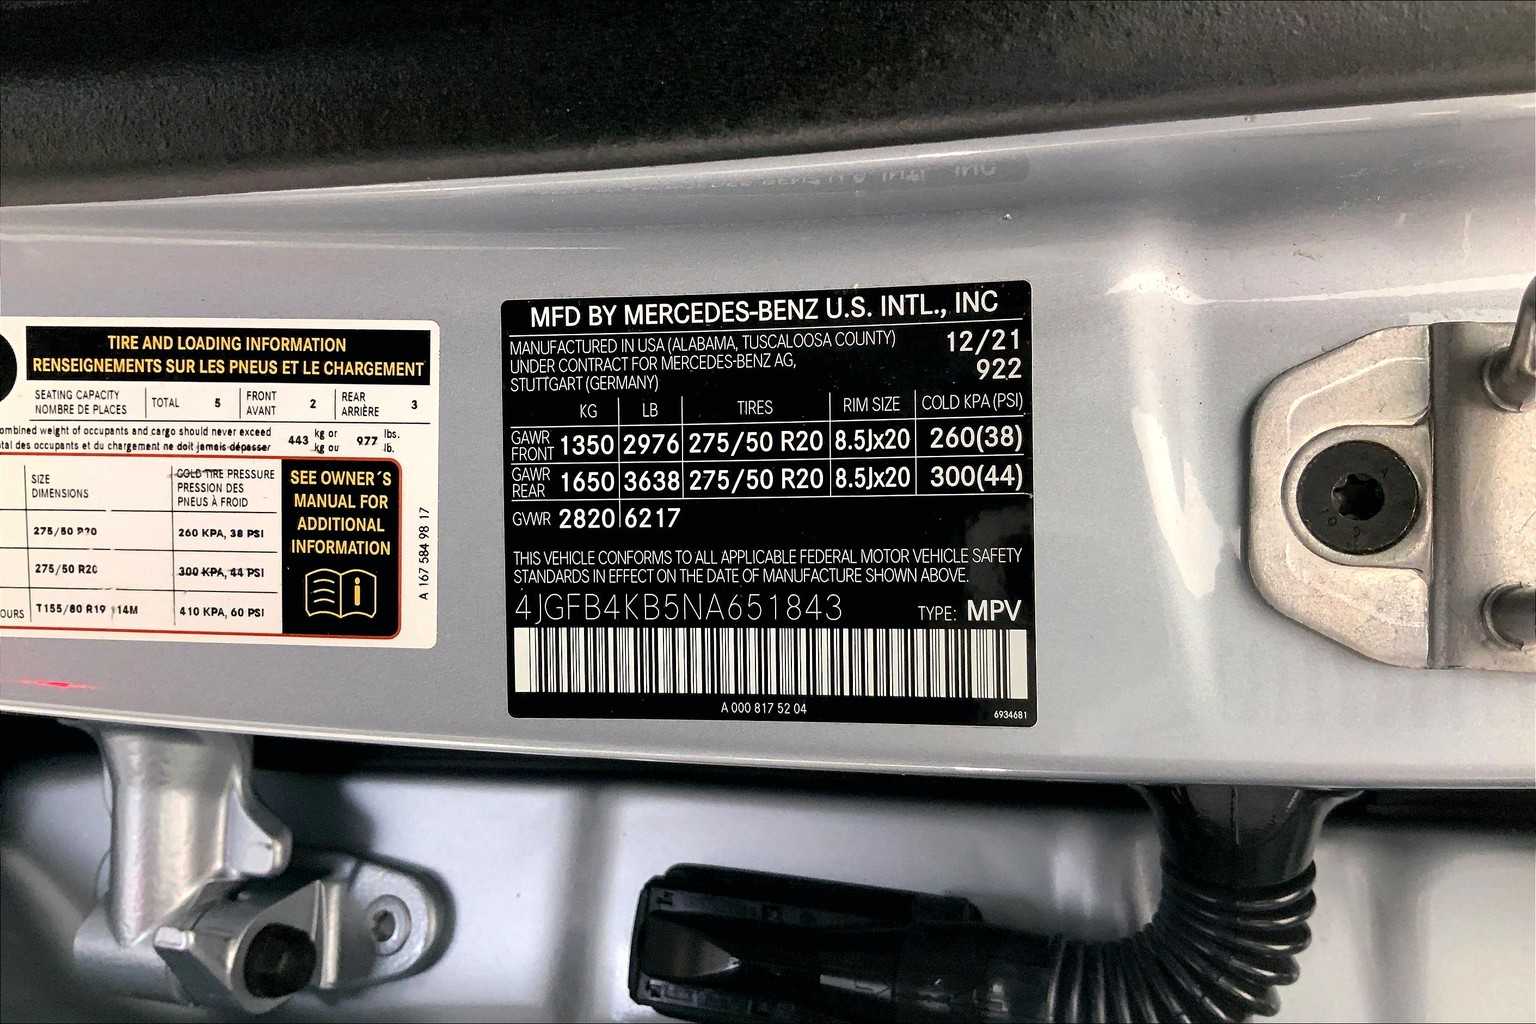 TIRE AND LOADING INFORMATION
RENSEIGNEMENTS SUR LES PNEUS ET LE CHARGEMENT
SEATING CAPACITY
NOMBRE DE PLACES
TOTAL 5
FRONT
AVANT
2
REAR
ARRIÈRE
3
combined weight of occupants and cargo should never exceed
des occupants et du chargement ne doit jamais dépasser
443 kg or
kg ou
977 lbs.
lb.
SIZE
DIMENSIONS
COLD TIRE PRESSURE
PRESSION DES
PNEUS À FROID
275/50 R20
260 KPA, 38 PSI
275/50 R20
300 KPA, 44 PSI
T155/80 R19 114M
410 KPA, 60 PSI
SEE OWNER´S
MANUAL FOR
ADDITIONAL
INFORMATION
A 167 584 98 17
MFD BY MERCEDES-BENZ U.S. INTL., INC
MANUFACTURED IN USA (ALABAMA, TUSCALOOSA COUNTY) 12/21
UNDER CONTRACT FOR MERCEDES-BENZ AG, 922
STUTTGART (GERMANY)
KG LB TIRES RIM SIZE COLD KPA (PSI)
GAWR
FRONT
1350 2976 275/50 R20 8.5Jx20 260(38)
GAWR
REAR
1650 3638 275/50 R20 8.5Jx20 300(44)
GVWR 2820 6217
THIS VEHICLE CONFORMS TO ALL APPLICABLE FEDERAL MOTOR VEHICLE SAFETY
STANDARDS IN EFFECT ON THE DATE OF MANUFACTURE SHOWN ABOVE.
4JGFB4KB5NA651843 TYPE: MPV
A 000 817 52 04
6934681